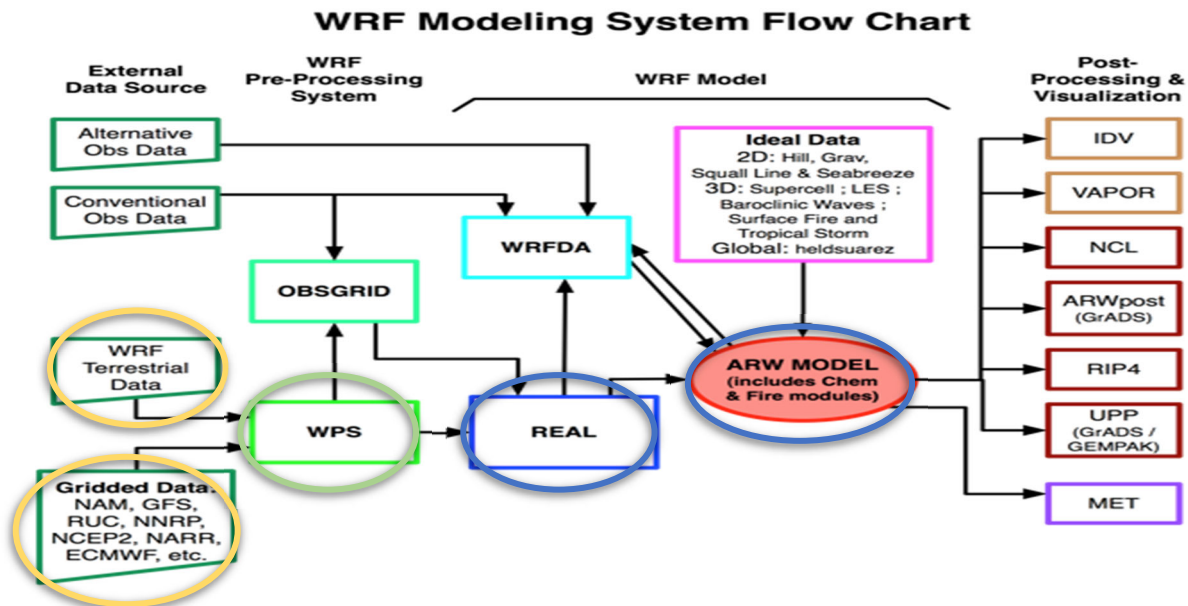 WRF Modeling System Flow Chart
External
Data Source
WRF
Pre-Processing
System
WRF Model
Post-
Processing &
Visualization
Alternative
Obs Data
Conventional
Obs Data
WRF
Terrestrial
Data
Gridded Data:
NAM, GFS,
RUC, NNRP,
NCEP2, NARR,
ECMWF, etc.
OBSGRID
WPS
WRFDA
REAL
Ideal Data
2D: Hill, Grav,
Squall Line & Seabreeze
3D: Supercell ; LES ;
Baroclinic Waves ;
Surface Fire and
Tropical Storm
Global: heldsuarez
ARW MODEL
(includes Chem
& Fire modules)
IDV
VAPOR
NCL
ARWpost
(GrADS)
RIP4
UPP
(GrADS /
GEMPAK)
MET